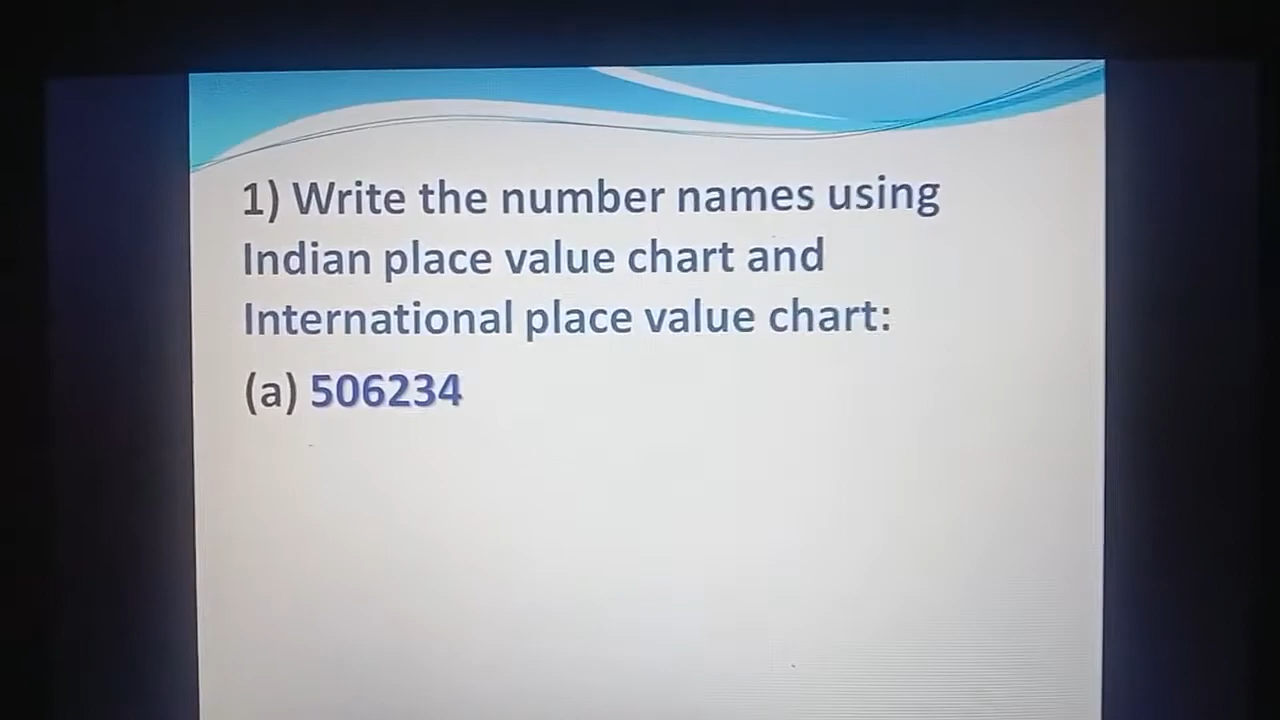 1) Write the number names using
Indian place value chart and
International place value chart:
(a) 506234